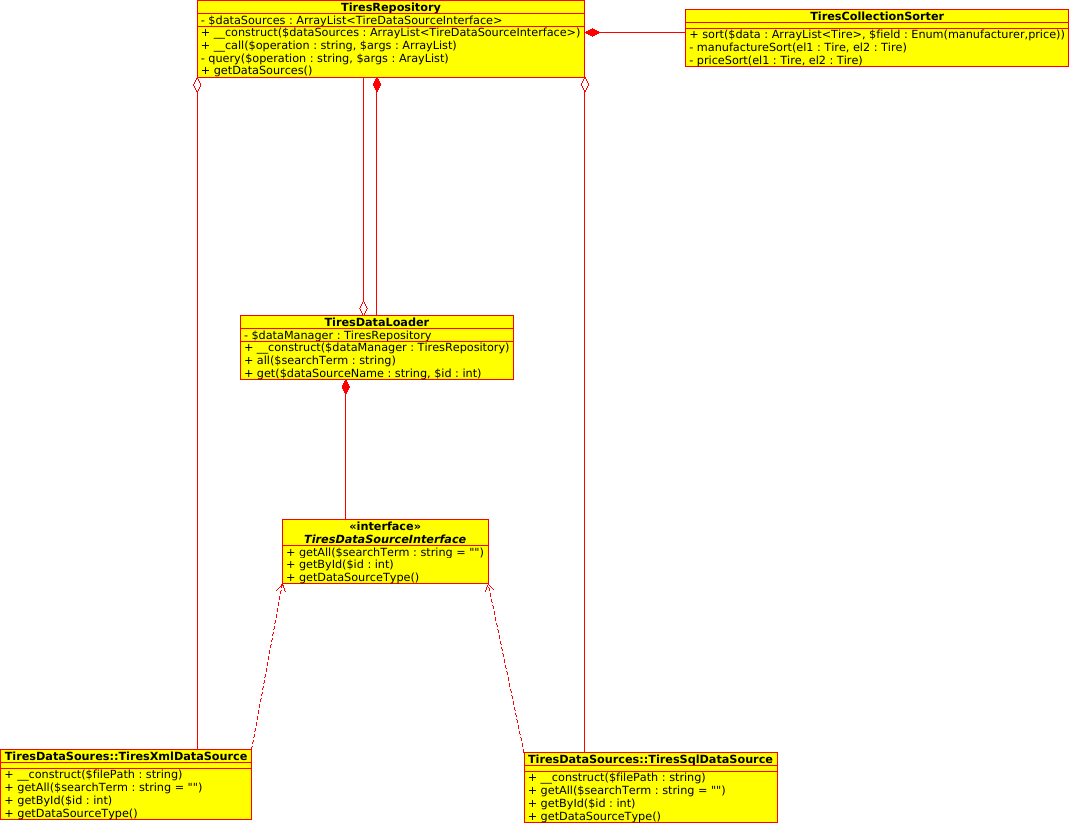 TiresRepository
- $dataSources : ArrayList<TireDataSourceInterface>
+ __construct($dataSources : ArrayList<TireDataSourceInterface>)
+ __call($operation : string, $args : ArrayList)
- query($operation : string, $args : ArayList)
+ getDataSources()
TiresCollectionSorter
+ sort($data : ArrayList<Tire>, $field : Enum(manufacturer,price))
- manufactureSort(el1 : Tire, el2 : Tire)
- priceSort(el1 : Tire, el2 : Tire)
TiresDataLoader
- $dataManager : TiresRepository
+ __construct($dataManager : TiresRepository)
+ all($searchTerm : string)
+ get($dataSourceName : string, $id : int)
«interface»
TiresDataSourceInterface
+ getAll($searchTerm : string = "")
+ getById($id : int)
+ getDataSourceType()
TiresDataSoures::TiresXmlDataSource
+ __construct($filePath : string)
+ getAll($searchTerm : string = "")
+ getById($id : int)
+ getDataSourceType()
TiresDataSources::TiresSqlDataSource
+ __construct($filePath : string)
+ getAll($searchTerm : string = "")
+ getById($id : int)
+ getDataSourceType()